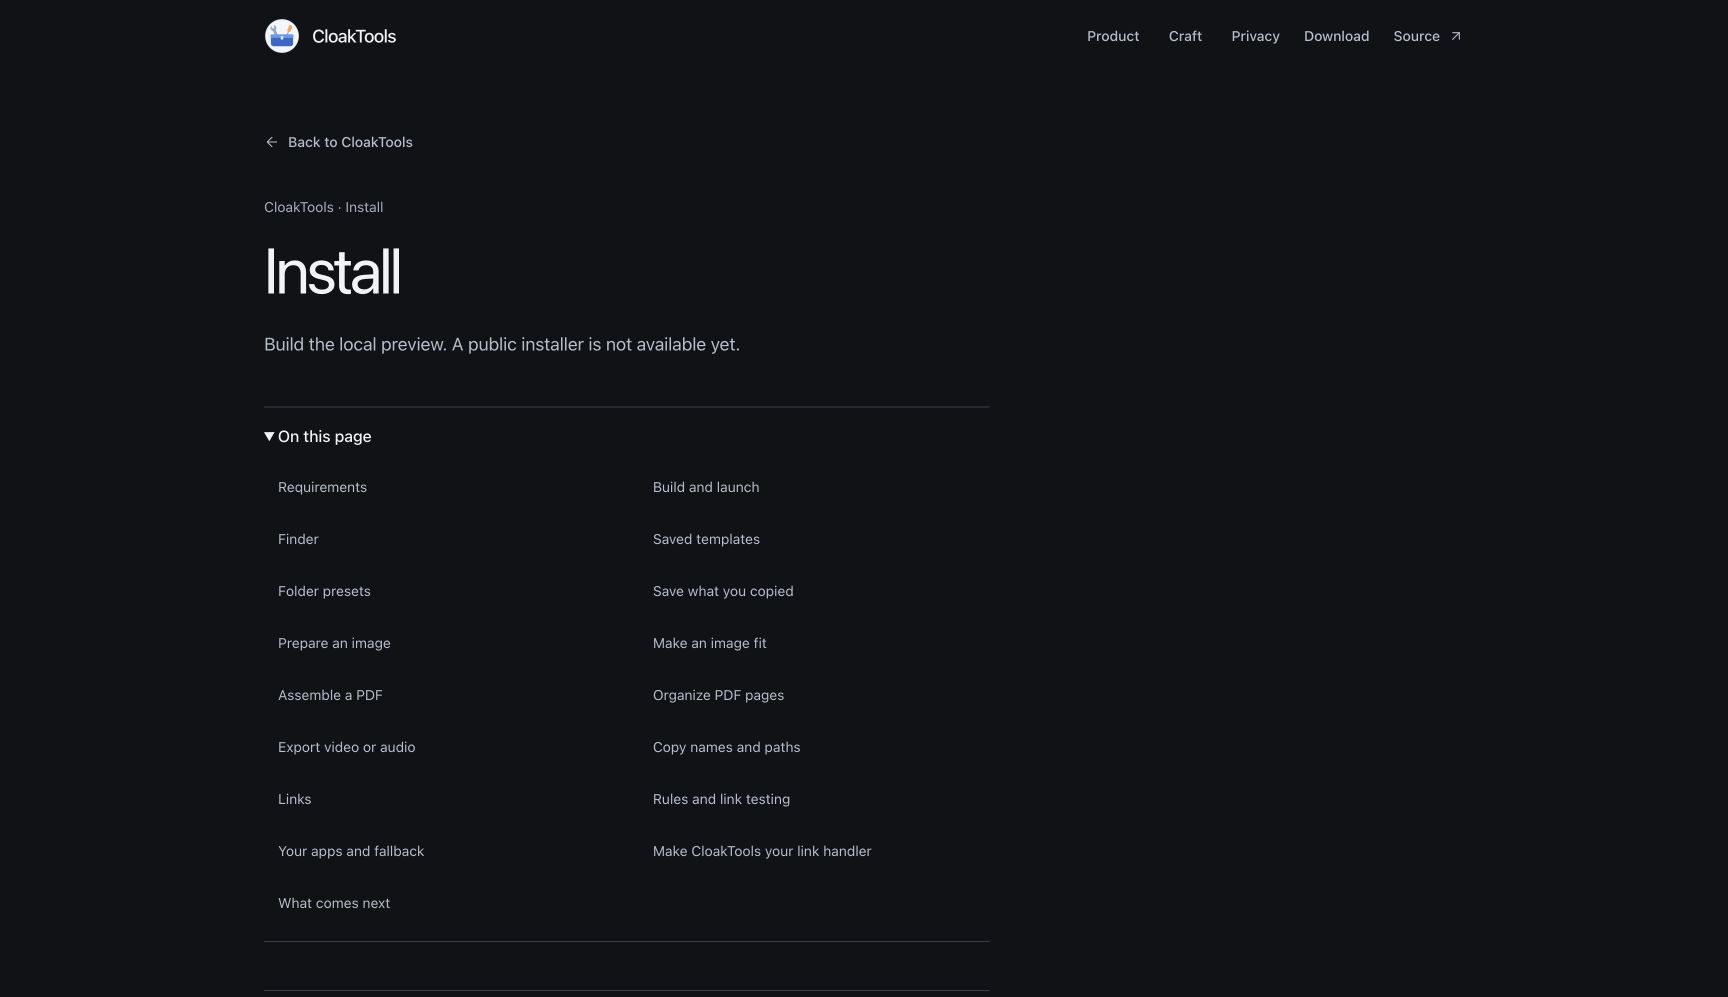 CloakTools
Product
Craft
Privacy
Download
Source
Back to CloakTools
CloakTools · Install
Install
Build the local preview. A public installer is not available yet.
On this page
Requirements
Build and launch
Finder
Saved templates
Folder presets
Save what you copied
Prepare an image
Make an image fit
Assemble a PDF
Organize PDF pages
Export video or audio
Copy names and paths
Links
Rules and link testing
Your apps and fallback
Make CloakTools your link handler
What comes next